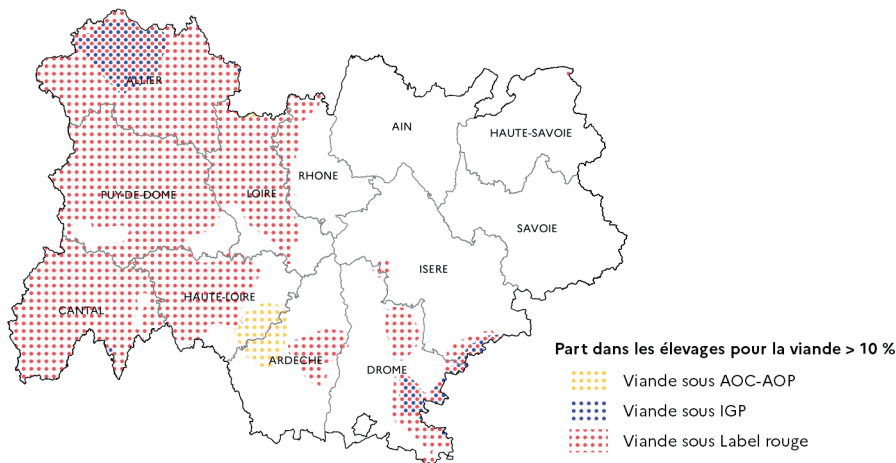 ALLIER
AIN
HAUTE-SAVOIE
RHONE
PUY-DE-DOME
LOIRE
SAVOIE
ISERE
HAUTE-LOIRE
CANTAL
ARDECHE
DROME
Part dans les élevages pour la viande > 10 %
Viande sous AOC-AOP
Viande sous IGP
Viande sous Label rouge